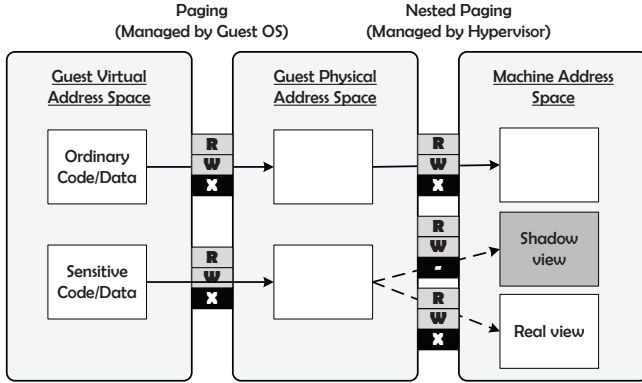 Paging
(Managed by Guest OS)
Nested Paging
(Managed by Hypervisor)
Guest Virtual
Address Space
Guest Physical
Address Space
Machine Address
Space
Ordinary
Code/Data
R
W
X
R
W
X
Sensitive
Code/Data
R
W
X
R
W
-
Shadow
view
R
W
X
Real view